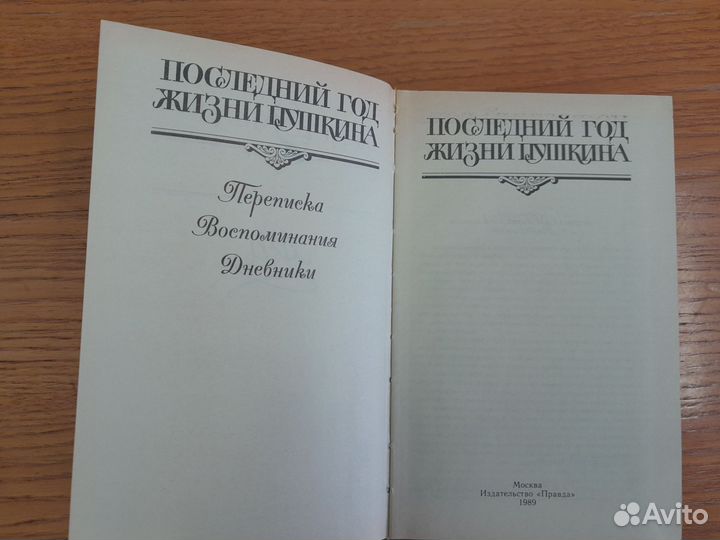 ПОСЛЕДНИЙ ГОД
ЖИЗНИ ПУШКИНА
Переписка
Воспоминания
Дневники
ПОСЛЕДНИЙ ГОД
ЖИЗНИ ПУШКИНА
Москва
Издательство «Правда»
1989
Avito